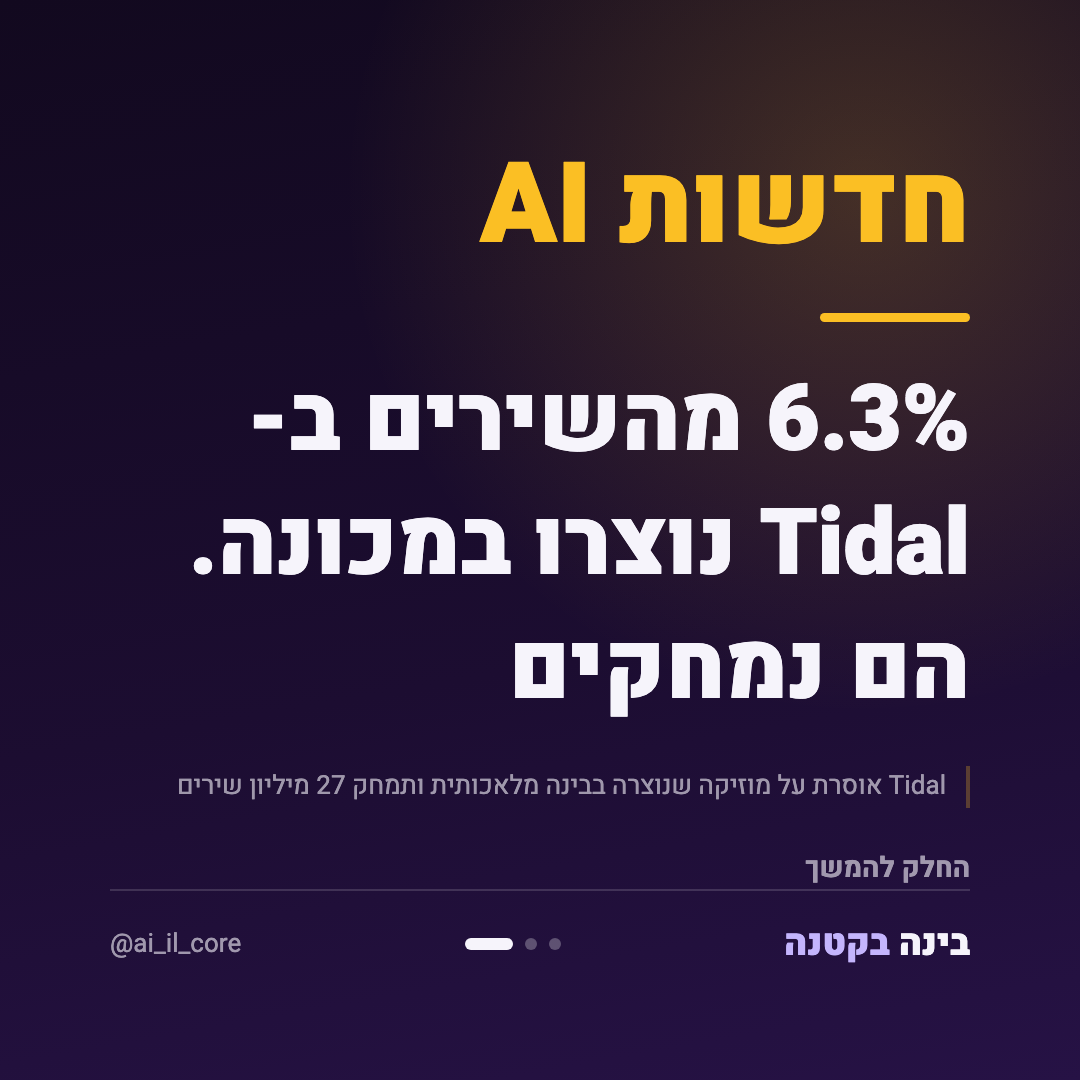 חדשות AI
6.3% מהשירים ב-
Tidal נוצרו במכונה.
הם נמחקים
Tidal אוסרת על מוזיקה שנוצרה בבינה מלאכותית ותמחק 27 מיליון שירים
החלק להמשך
בינה בקטנה
@ai_il_core